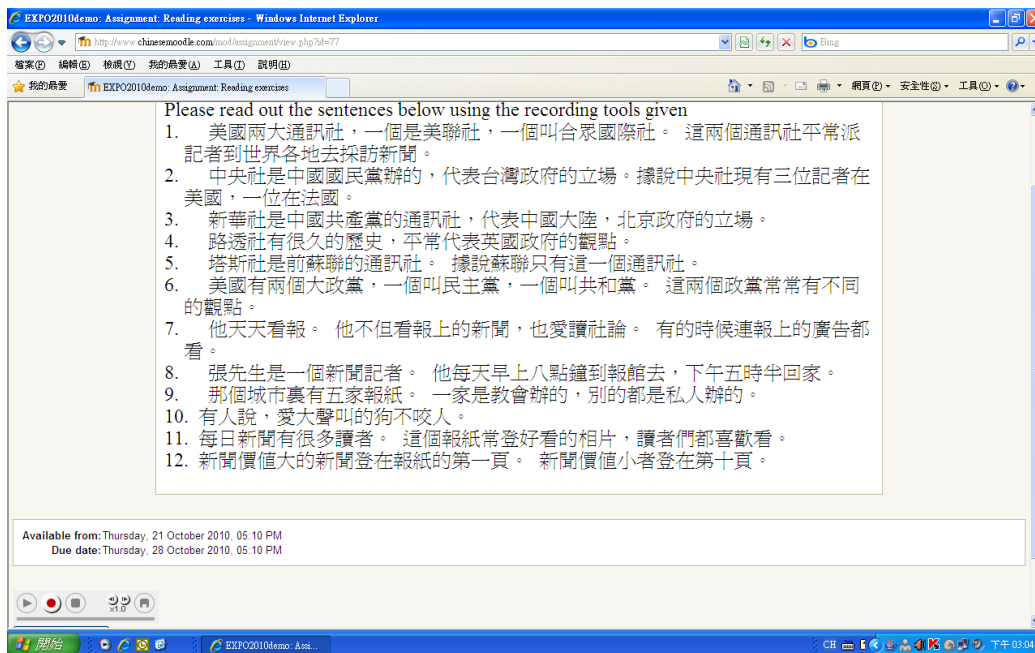 EXPO2010demo: Assignment: Reading exercises - Windows Internet Explorer
http://www.chinesemoodle.com/mod/assignment/view.php?id=77
Bing
檔案(F) 編輯(E) 檢視(V) 我的最愛(A) 工具(T) 說明(H)
我的最愛 EXPO2010demo: Assignment: Reading exercises 網頁(P) 安全性(S) 工具(O)
Please read out the sentences below using the recording tools given
1. 美國兩大通訊社，一個是美聯社，一個叫合眾國際社。 這兩個通訊社平常派
記者到世界各地去採訪新聞。
2. 中央社是中國國民黨辦的，代表台灣政府的立場。據說中央社現有三位記者在
美國，一位在法國。
3. 新華社是中國共產黨的通訊社，代表中國大陸，北京政府的立場。
4. 路透社有很久的歷史，平常代表英國政府的觀點。
5. 塔斯社是前蘇聯的通訊社。 據說蘇聯只有這一個通訊社。
6. 美國有兩個大政黨，一個叫民主黨，一個叫共和黨。 這兩個政黨常常有不同
的觀點。
7. 他天天看報。 他不但看報上的新聞，也愛讀社論。 有的時候連報上的廣告都
看。
8. 張先生是一個新聞記者。 他每天早上八點鐘到報館去，下午五時半回家。
9. 那個城市裏有五家報紙。 一家是教會辦的，別的都是私人辦的。
10. 有人說，愛大聲叫的狗不咬人。
11. 每日新聞有很多讀者。 這個報紙常登好看的相片，讀者們都喜歡看。
12. 新聞價值大的新聞登在報紙的第一頁。 新聞價值小者登在第十頁。
Available from: Thursday, 21 October 2010, 05:10 PM
Due date: Thursday, 28 October 2010, 05:10 PM
x1.0
開始 EXPO2010demo: Assi... CH 下午 03:04